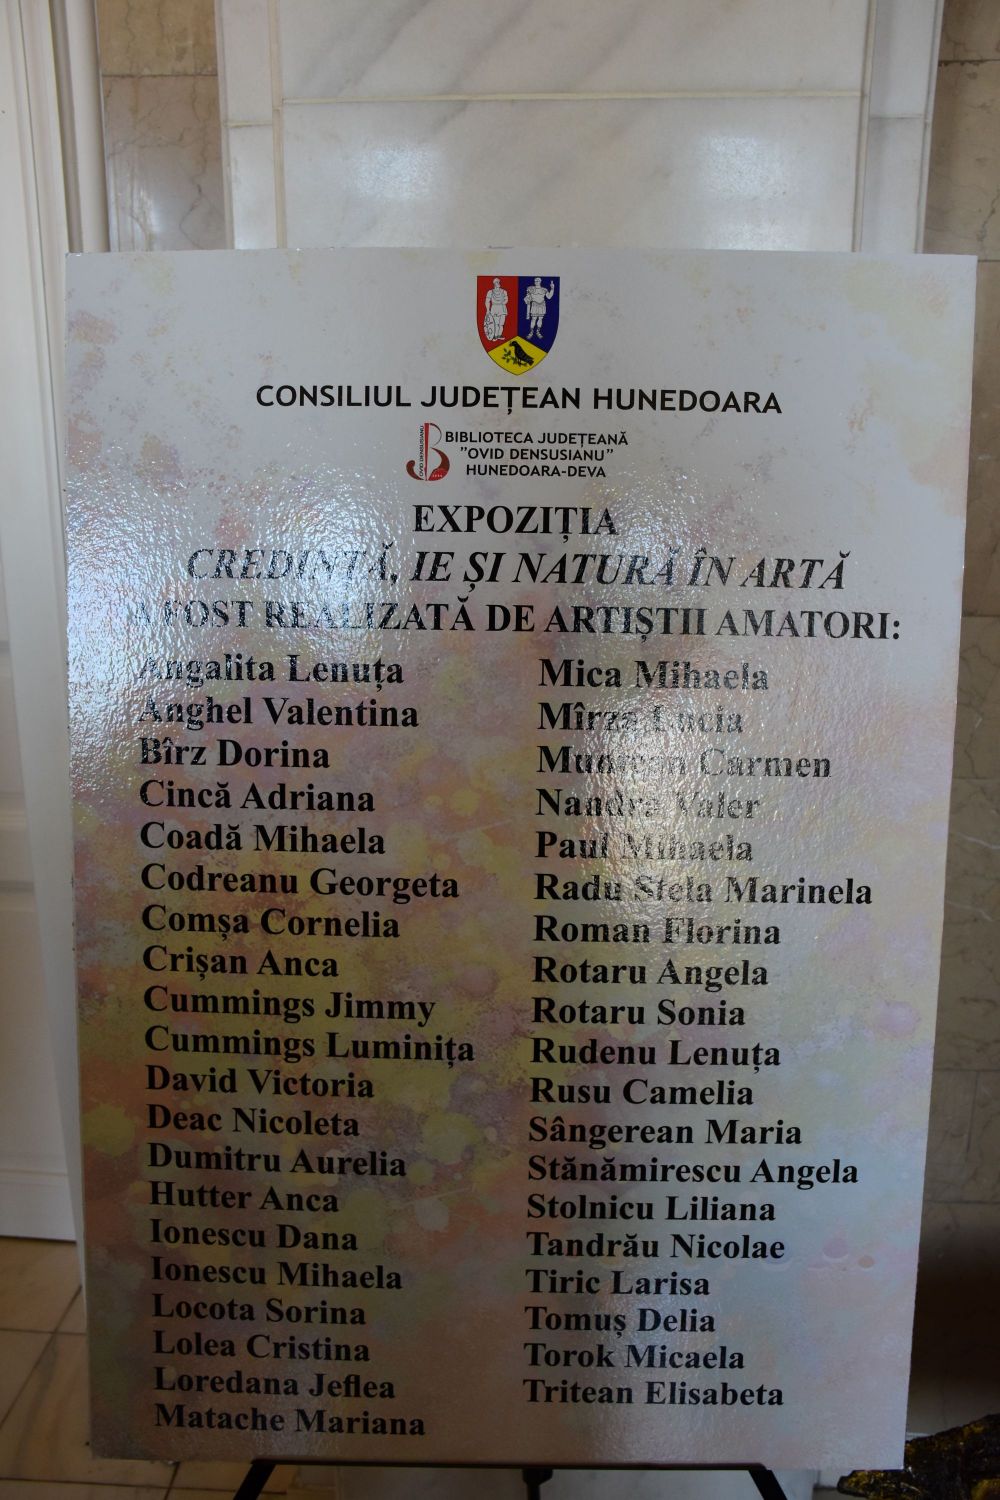 CONSILIUL JUDEȚEAN HUNEDOARA
OVID DENSUSIANU
BIBLIOTECA JUDEȚEANĂ
"OVID DENSUSIANU"
HUNEDOARA-DEVA
EXPOZIȚIA
CREDINȚĂ, IE ȘI NATURĂ ÎN ARTĂ
A FOST REALIZATĂ DE ARTIȘTII AMATORI:
Angalita Lenuța
Anghel Valentina
Bîrz Dorina
Cincă Adriana
Coadă Mihaela
Codreanu Georgeta
Comșa Cornelia
Crișan Anca
Cummings Jimmy
Cummings Luminița
David Victoria
Deac Nicoleta
Dumitru Aurelia
Hutter Anca
Ionescu Dana
Ionescu Mihaela
Locota Sorina
Lolea Cristina
Loredana Jeflea
Matache Mariana
Mica Mihaela
Mîrza Lucia
Muntean Carmen
Nandra Valer
Paul Mihaela
Radu Stela Marinela
Roman Florina
Rotaru Angela
Rotaru Sonia
Rudenu Lenuța
Rusu Camelia
Sângerean Maria
Stănămirescu Angela
Stolnicu Liliana
Tandrău Nicolae
Tiric Larisa
Tomuș Delia
Torok Micaela
Tritean Elisabeta